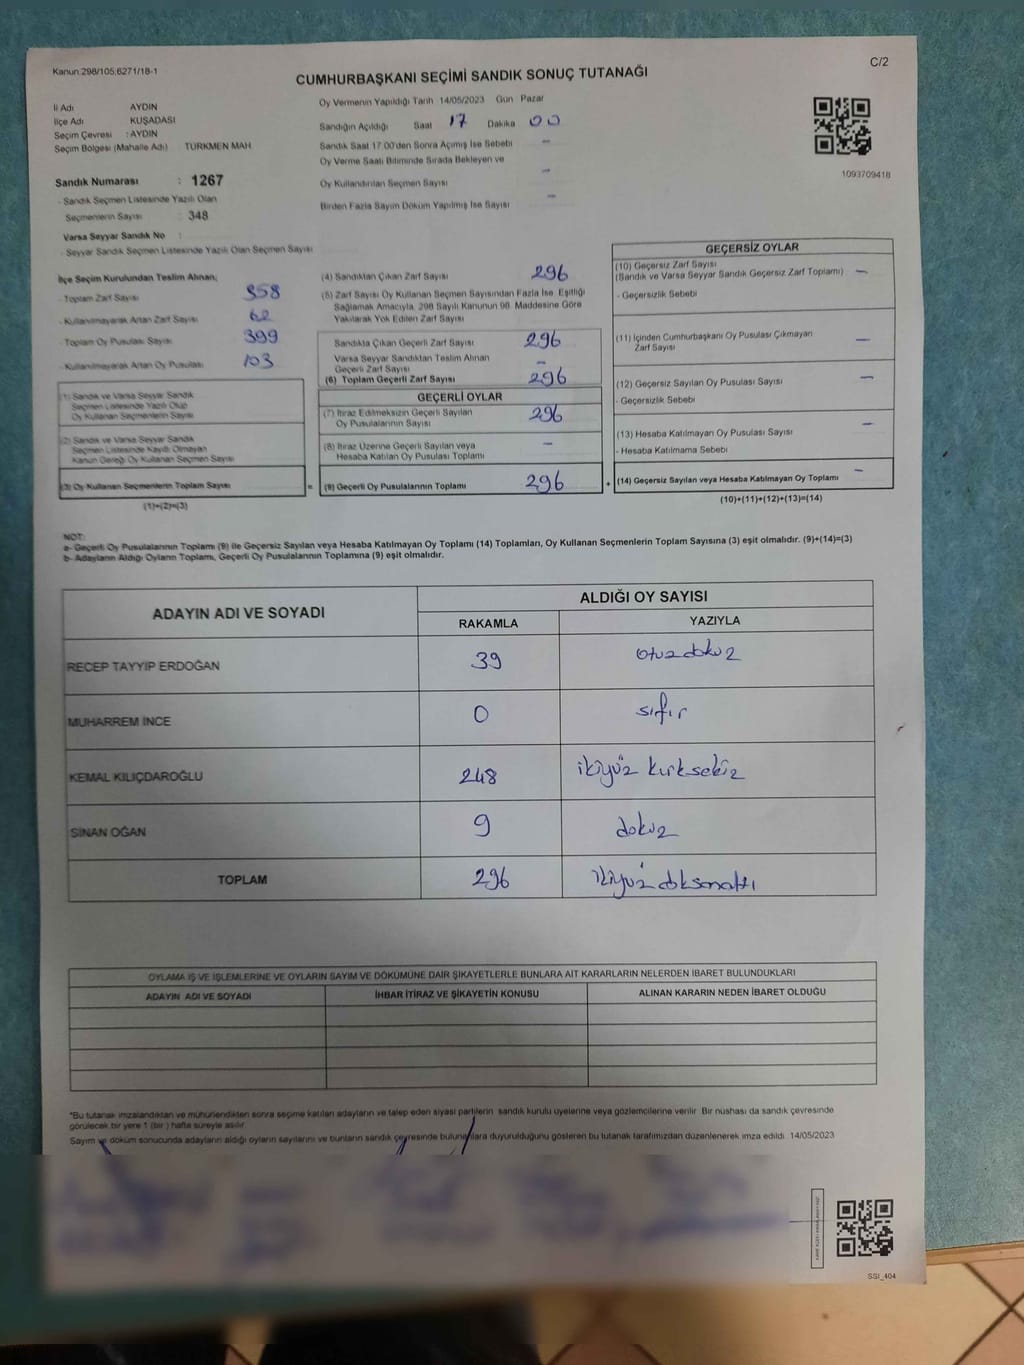 Kanun:298/105;6271/18-1
C/2
CUMHURBAŞKANI SEÇİMİ SANDIK SONUÇ TUTANAĞI
İl Adı AYDIN
İlçe Adı KUŞADASI
Seçim Çevresi : AYDIN
Seçim Bölgesi (Mahalle Adı) TÜRKMEN MAH
Sandık Numarası : 1267
- Sandık Seçmen Listesinde Yazılı Olan
Seçmenlerin Sayısı : 348
Varsa Seyyar Sandık No :
- Seyyar Sandık Seçmen Listesinde Yazılı Olan Seçmen Sayısı
Oy Vermenin Yapıldığı Tarih 14/05/2023 Gün Pazar
Sandığın Açıldığı Saat 17 Dakika 00
Sandık Saat 17.00'den Sonra Açımış İse Sebebi -
Oy Verme Saati Bitiminde Sırada Bekleyen ve
Oy Kullandırılan Seçmen Sayısı -
Birden Fazla Sayım Döküm Yapılmış İse Sayısı -
1093709418
İlçe Seçim Kurulundan Teslim Alınan;
- Toplam Zarf Sayısı 358
- Kullanılmayarak Artan Zarf Sayısı 62
- Toplam Oy Pusulası Sayısı 399
- Kullanılmayarak Artan Oy Pusulası 103
(1) Sandık ve Varsa Seyyar Sandık
Seçmen Listesinde Yazılı Olup
Oy Kullanan Seçmenlerin Sayısı
(2) Sandık ve Varsa Seyyar Sandık
Seçmen Listesinde Kayıtlı Olmayan
Kanun Gereği Oy Kullanan Seçmen Sayısı
(3) Oy Kullanan Seçmenlerin Toplam Sayısı
(1)+(2)=(3)
(4) Sandıktan Çıkan Zarf Sayısı 296
(5) Zarf Sayısı Oy Kullanan Seçmen Sayısından Fazla İse, Eşitliği
Sağlamak Amacıyla, 298 Sayılı Kanunun 98. Maddesine Göre
Yakılarak Yok Edilen Zarf Sayısı
Sandıkta Çıkan Geçerli Zarf Sayısı 296
Varsa Seyyar Sandıktan Teslim Alınan
Geçerli Zarf Sayısı -
(6) Toplam Geçerli Zarf Sayısı 296
GEÇERLİ OYLAR
(7) İtiraz Edilmeksizin Geçerli Sayılan
Oy Pusulalarının Sayısı 296
(8) İtiraz Üzerine Geçerli Sayılan veya
Hesaba Katılan Oy Pusulası Toplamı -
= (9) Geçerli Oy Pusulalarının Toplamı 296 +
GEÇERSİZ OYLAR
(10) Geçersiz Zarf Sayısı
(Sandık ve Varsa Seyyar Sandık Geçersiz Zarf Toplamı) -
- Geçersizlik Sebebi
(11) İçinden Cumhurbaşkanı Oy Pusulası Çıkmayan
Zarf Sayısı -
(12) Geçersiz Sayılan Oy Pusulası Sayısı -
- Geçersizlik Sebebi
(13) Hesaba Katılmayan Oy Pusulası Sayısı -
- Hesaba Katılmama Sebebi
(14) Geçersiz Sayılan veya Hesaba Katılmayan Oy Toplamı -
(10)+(11)+(12)+(13)=(14)
NOT:
a- Geçerli Oy Pusulalarının Toplamı (9) ile Geçersiz Sayılan veya Hesaba Katılmayan Oy Toplamı (14) Toplamları, Oy Kullanan Seçmenlerin Toplam Sayısına (3) eşit olmalıdır. (9)+(14)=(3)
b- Adayların Aldığı Oyların Toplamı, Geçerli Oy Pusulalarının Toplamına (9) eşit olmalıdır.
ADAYIN ADI VE SOYADI
ALDIĞI OY SAYISI
RAKAMLA YAZIYLA
RECEP TAYYİP ERDOĞAN 39 otuzdokuz
MUHARREM İNCE 0 sıfır
KEMAL KILIÇDAROĞLU 248 ikiyüz kırksekiz
SİNAN OĞAN 9 dokuz
TOPLAM 296 ikiyüz doksanaltı
OYLAMA İŞ VE İŞLEMLERİNE VE OYLARIN SAYIM VE DÖKÜMÜNE DAİR ŞİKAYETLERLE BUNLARA AİT KARARLARIN NELERDEN İBARET BULUNDUKLARI
ADAYIN ADI VE SOYADI İHBAR İTİRAZ VE ŞİKAYETİN KONUSU ALINAN KARARIN NEDEN İBARET OLDUĞU
*Bu tutanak imzalandıktan ve mühürlendikten sonra seçime katılan adayların ve talep eden siyasi partilerin sandık kurulu üyelerine veya gözlemcilerine verilir. Bir nüshası da sandık çevresinde
görülecek bir yere 1 (bir) hafta süreyle asılır.
Sayım ve döküm sonucunda adayların aldığı oyların sayılarını ve bunların sandık çevresinde bulunanlara duyurulduğunu gösteren bu tutanak tarafımızdan düzenlenerek imza edildi. 14/05/2023
SSI_404